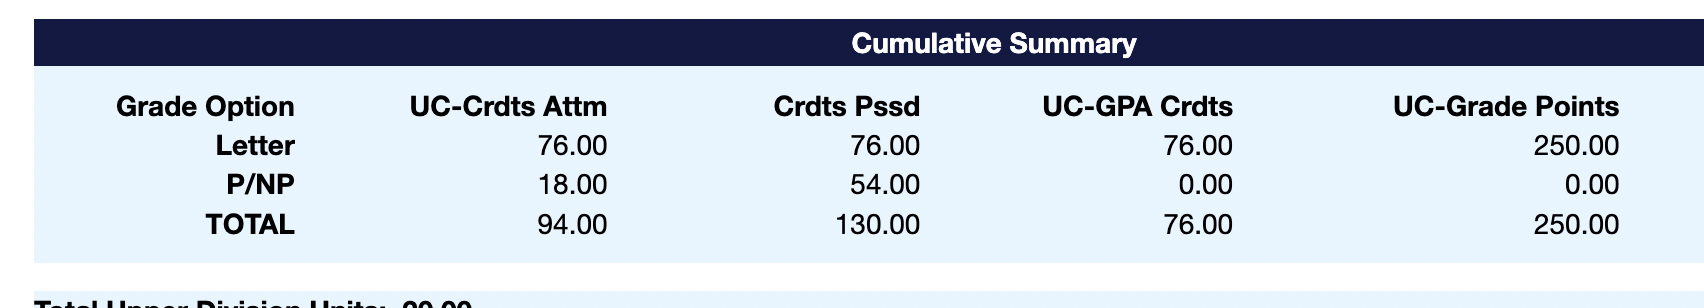 Cumulative Summary
Grade Option UC-Crdts Attm Crdts Pssd UC-GPA Crdts UC-Grade Points
Letter 76.00 76.00 76.00 250.00
P/NP 18.00 54.00 0.00 0.00
TOTAL 94.00 130.00 76.00 250.00
Total Upper Division Units: